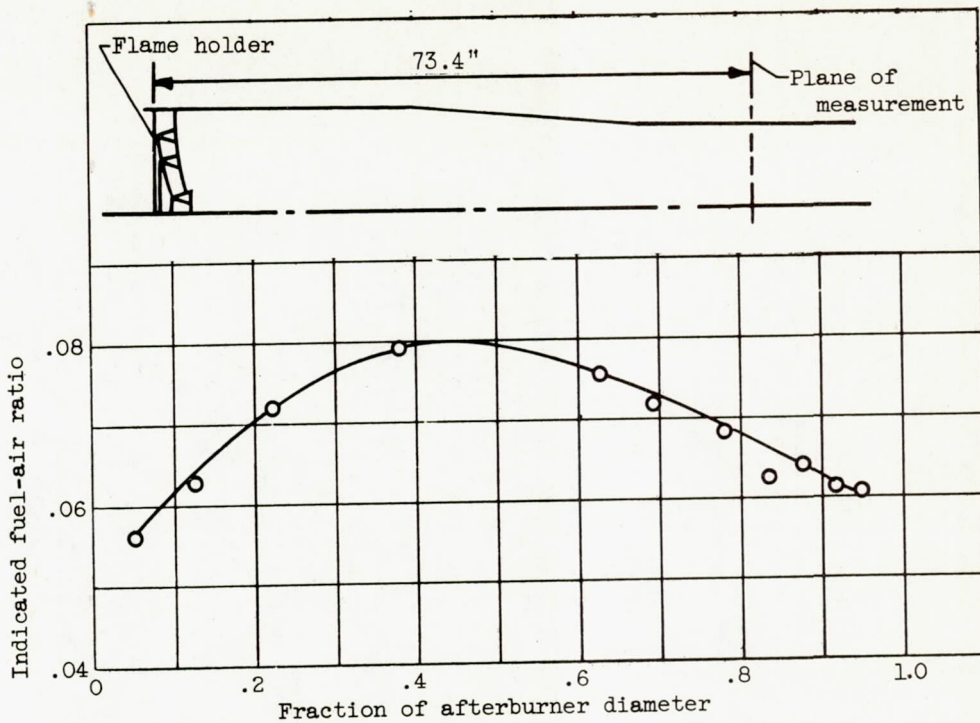 Flame holder
73.4"
Plane of
measurement
Indicated fuel-air ratio
.08
.06
.04
0
.2
.4
.6
.8
1.0
Fraction of afterburner diameter